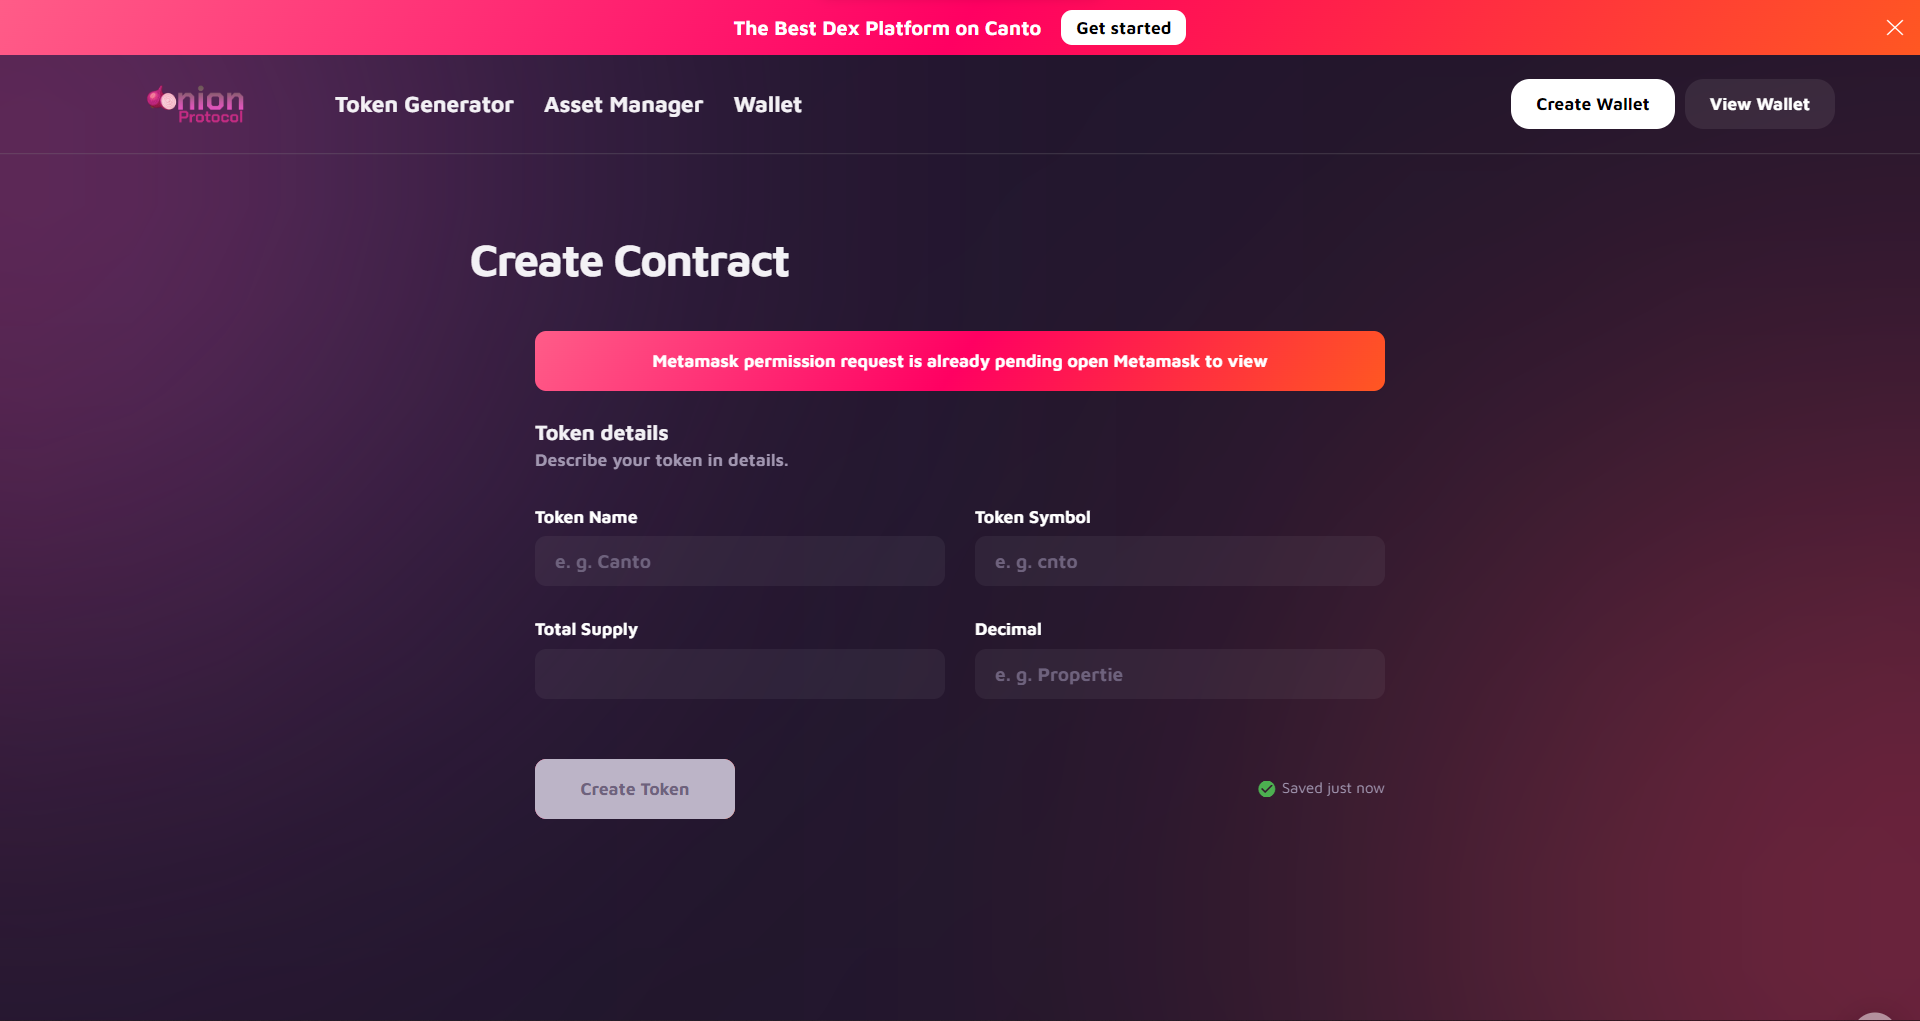 The Best Dex Platform on Canto
Get started
onion
Protocol
Token Generator
Asset Manager
Wallet
Create Wallet
View Wallet
Create Contract
Metamask permission request is already pending open Metamask to view
Token details
Describe your token in details.
Token Name
Token Symbol
e. g. Canto
e. g. cnto
Total Supply
Decimal
e. g. Propertie
Create Token
Saved just now